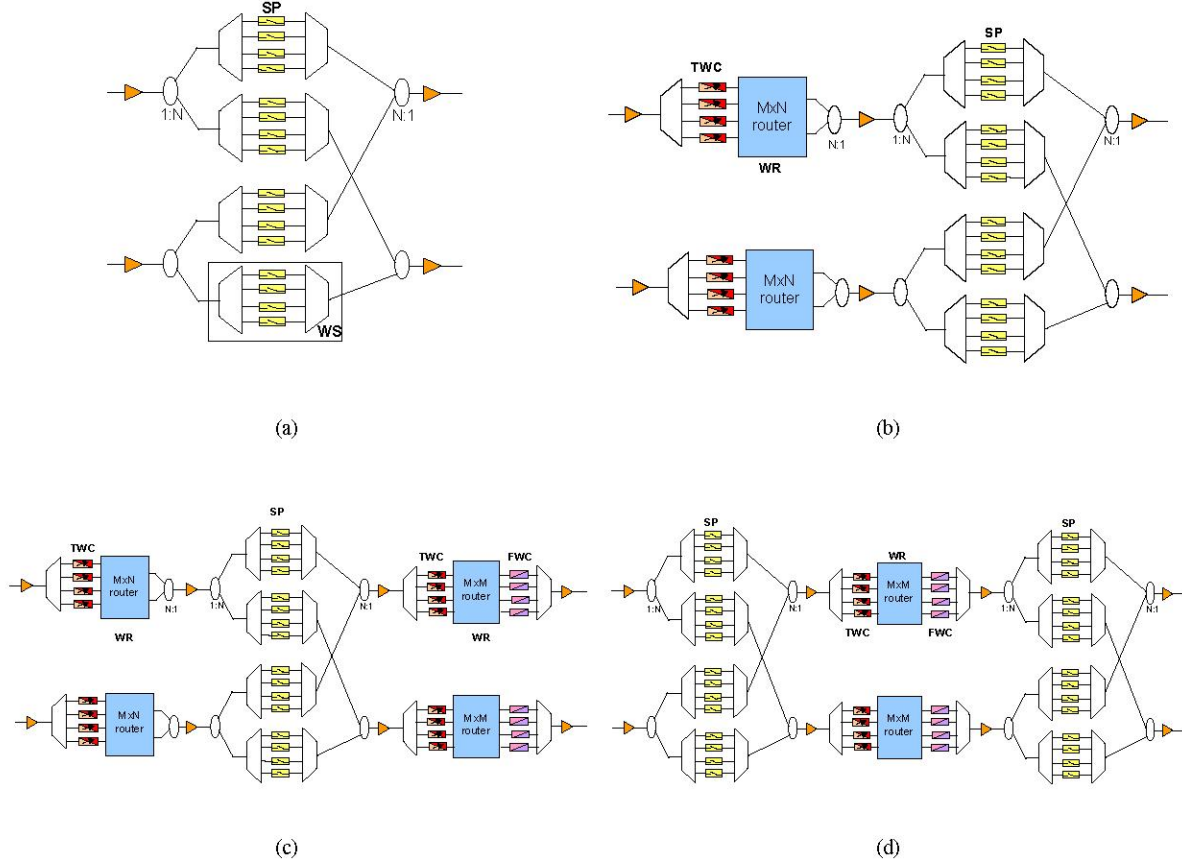 SP
1:N
N:1
WS
(a)
TWC
MxN
router
WR
N:1
1:N
SP
N:1
MxN
router
(b)
TWC
MxN
router
WR
N:1
1:N
SP
N:1
TWC
FWC
MxM
router
WR
MxN
router
MxM
router
(c)
SP
1:N
N:1
WR
MxM
router
TWC
FWC
SP
1:N
N:1
MxM
router
(d)